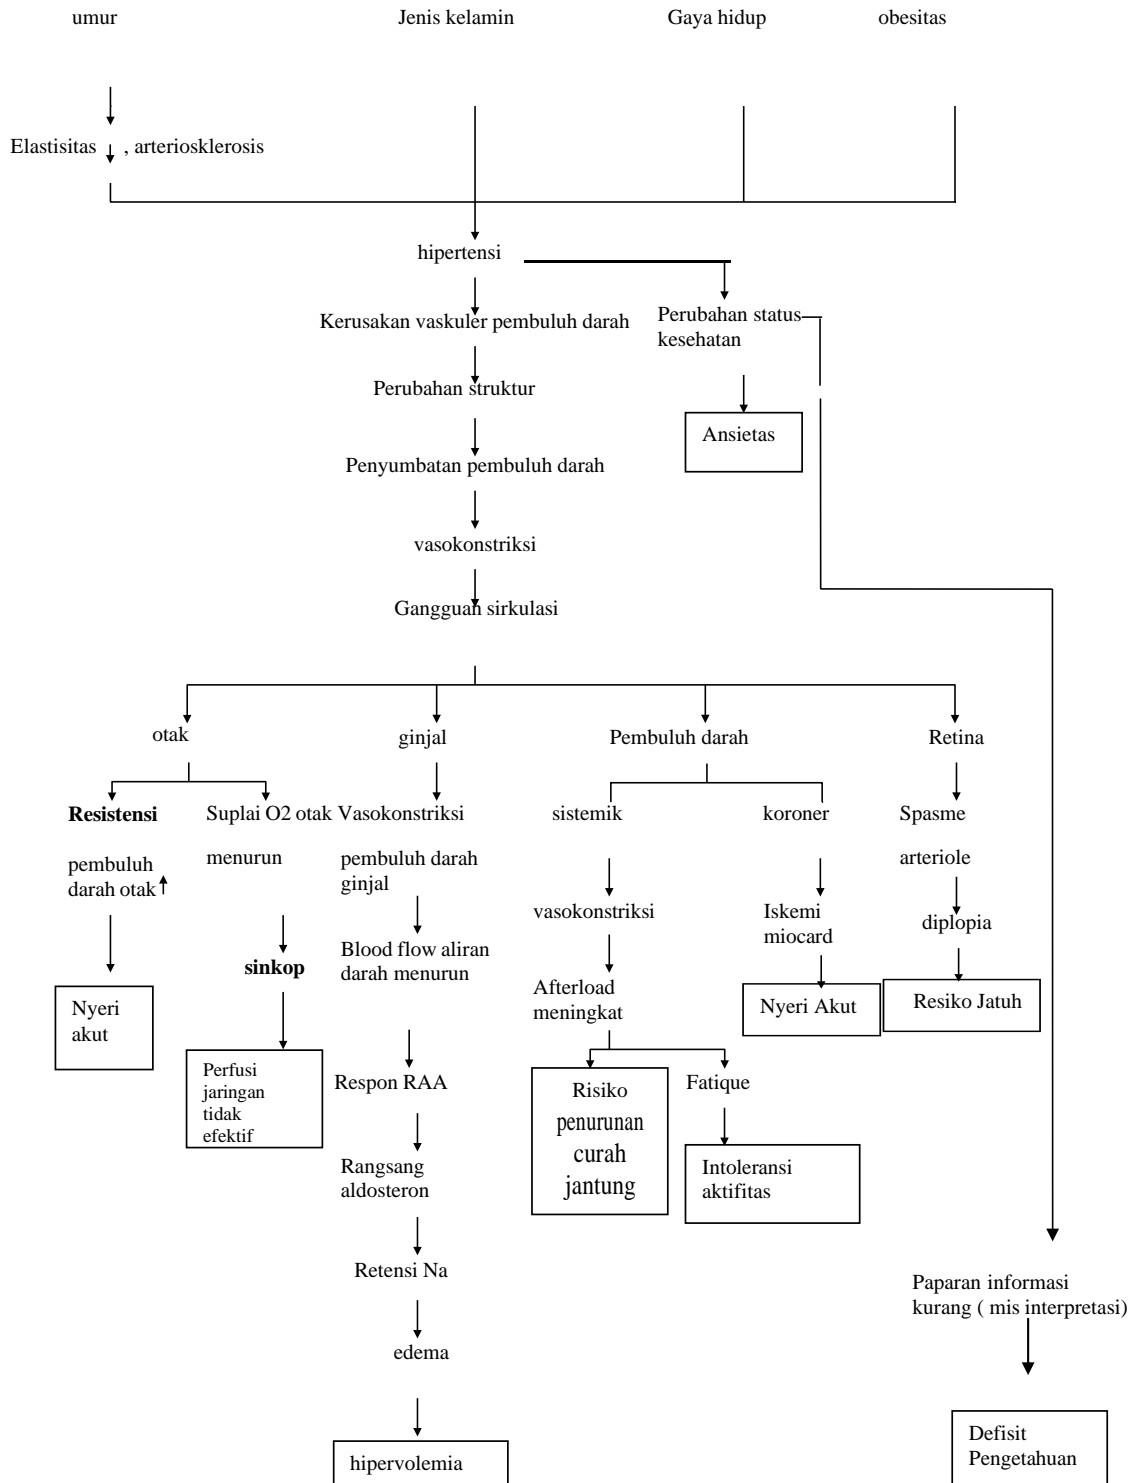 umur
Jenis kelamin
Gaya hidup
obesitas
Elastisitas ↓ , arteriosklerosis
hipertensi
Kerusakan vaskuler pembuluh darah
Perubahan status
kesehatan
Perubahan struktur
Ansietas
Penyumbatan pembuluh darah
vasokonstriksi
Gangguan sirkulasi
otak
ginjal
Pembuluh darah
Retina
Resistensi
pembuluh
darah otak ↑
Suplai O2 otak
menurun
Vasokonstriksi
pembuluh darah
ginjal
sistemik
koroner
Spasme
arteriole
vasokonstriksi
Iskemi
miocard
diplopia
sinkop
Blood flow aliran
darah menurun
Afterload
meningkat
Nyeri
akut
Nyeri Akut
Resiko Jatuh
Perfusi
jaringan
tidak
efektif
Respon RAA
Risiko
penurunan
curah
jantung
Fatique
Intoleransi
aktifitas
Rangsang
aldosteron
Retensi Na
Paparan informasi
kurang ( mis interpretasi)
edema
hipervolemia
Defisit
Pengetahuan